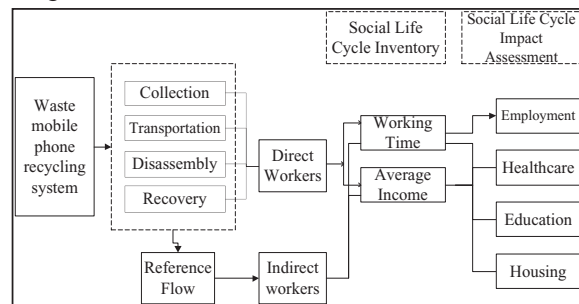 Social Life
Cycle Inventory
Social Life Cycle
Impact
Assessment
Waste
mobile
phone
recycling
system
Collection
Transportation
Disassembly
Recovery
Direct
Workers
Working
Time
Average
Income
Employment
Healthcare
Education
Housing
Reference
Flow
Indirect
workers